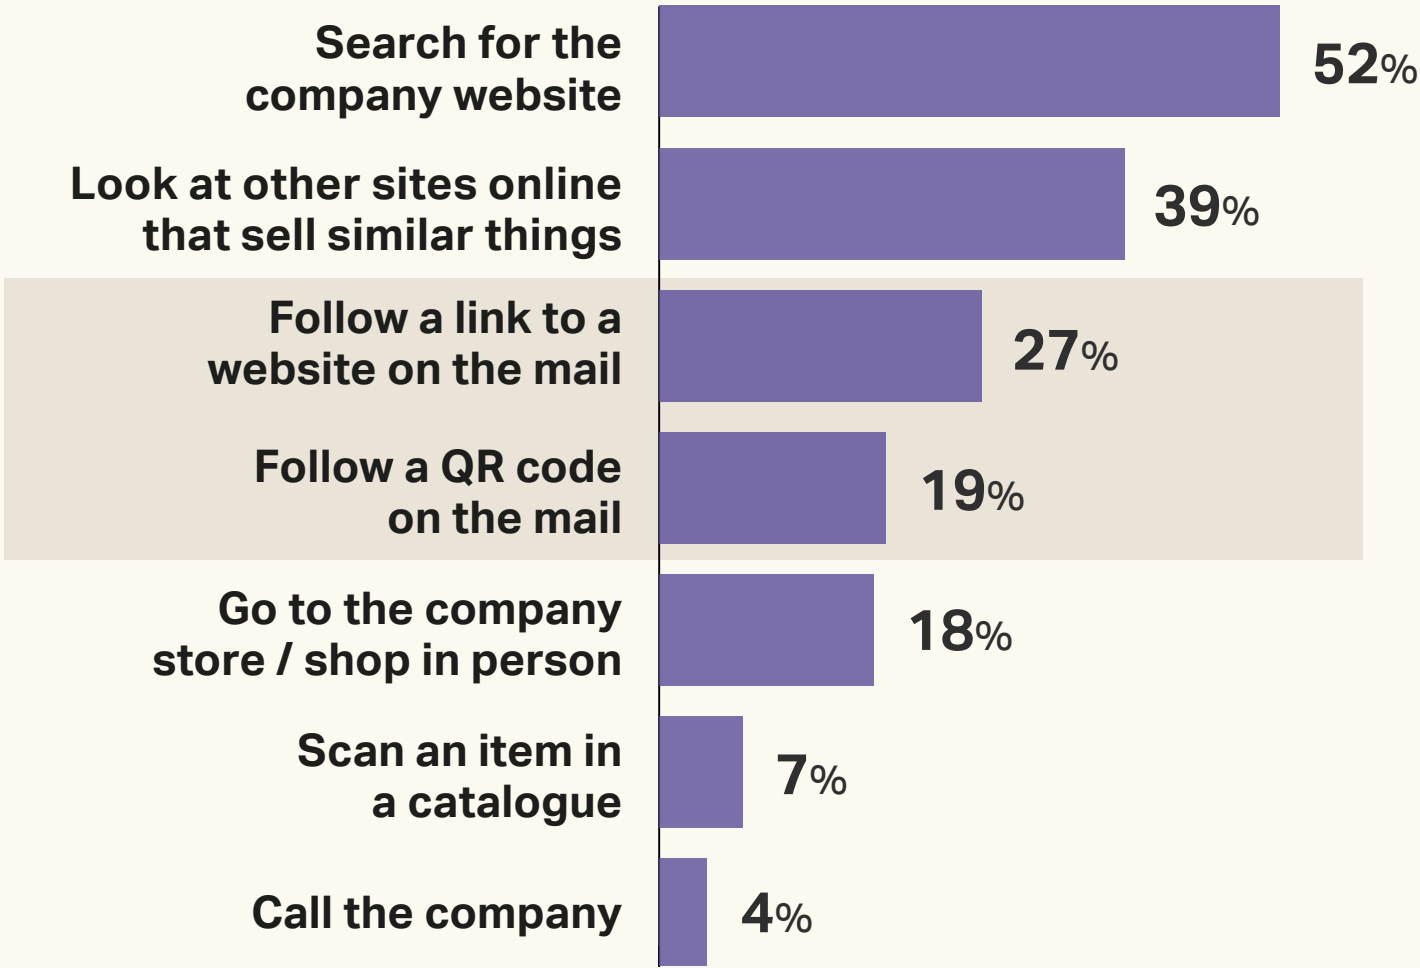 Search for the
company website
52%
Look at other sites online
that sell similar things
39%
Follow a link to a
website on the mail
27%
Follow a QR code
on the mail
19%
Go to the company
store / shop in person
18%
Scan an item in
a catalogue
7%
Call the company
4%